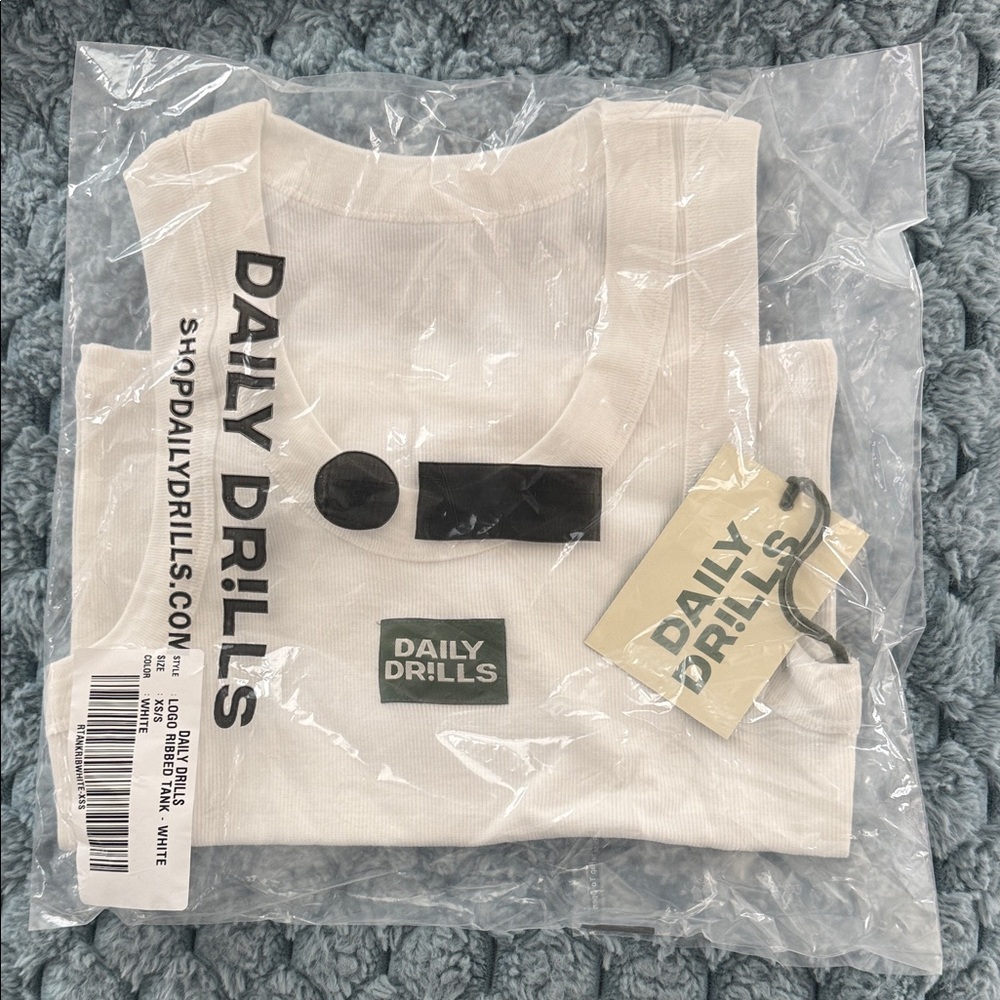 DAILY DR!LLS
SHOPDAILYDRILLS.COM
DAILY
DR!LLS
DAILY
DR!LLS
DAILY DRILLS
STYLE : LOGO RIBBED TANK - WHITE
SIZE : XS/S
COLOR : WHITE
RTANKRIBWHITE-XSS